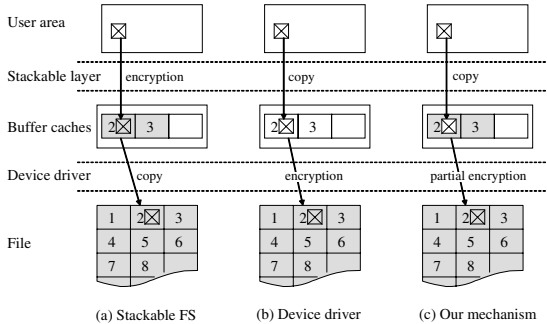 User area
Stackable layer encryption copy copy
Buffer caches 2 3 2 3 2 3
Device driver copy encryption partial encryption
1 2 3 1 2 3 1 2 3
File 4 5 6 4 5 6 4 5 6
7 8 7 8 7 8
(a) Stackable FS (b) Device driver (c) Our mechanism